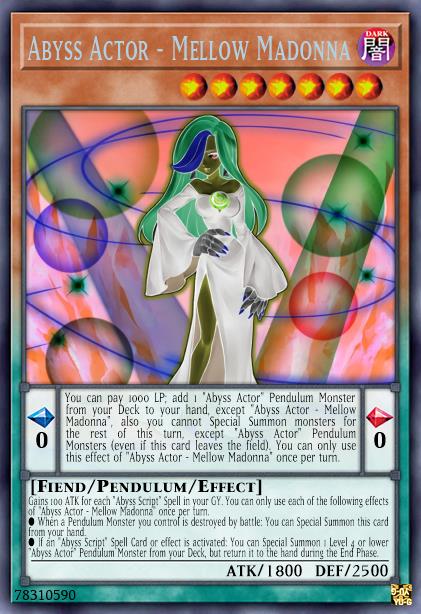 Abyss Actor - Mellow Madonna
DARK
闇
You can pay 1000 LP; add 1 "Abyss Actor" Pendulum Monster
from your Deck to your hand, except "Abyss Actor - Mellow
Madonna", also you cannot Special Summon monsters for
the rest of this turn, except "Abyss Actor" Pendulum
Monsters (even if this card leaves the field). You can only use
this effect of "Abyss Actor - Mellow Madonna" once per turn.
0
0
[Fiend/Pendulum/Effect]
Gains 100 ATK for each "Abyss Script" Spell in your GY. You can only use each of the following effects
of "Abyss Actor - Mellow Madonna" once per turn.
● When a Pendulum Monster you control is destroyed by battle: You can Special Summon this card
from your hand.
● If an "Abyss Script" Spell Card or effect is activated: You can Special Summon 1 Level 4 or lower
"Abyss Actor" Pendulum Monster from your Deck, but return it to the hand during the End Phase.
ATK/1800 DEF/2500
78310590